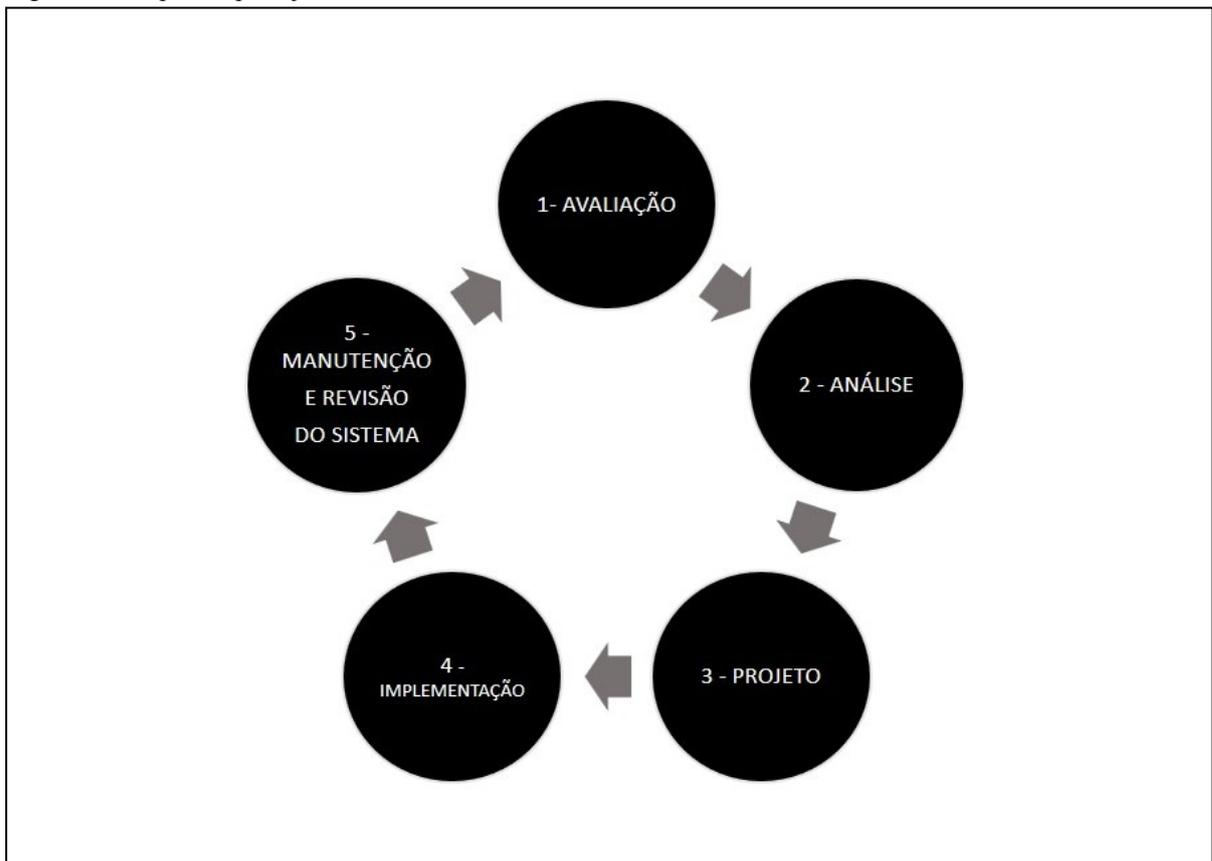 1- AVALIAÇÃO
2 - ANÁLISE
3 - PROJETO
4 -
IMPLEMENTAÇÃO
5 -
MANUTENÇÃO
E REVISÃO
DO SISTEMA